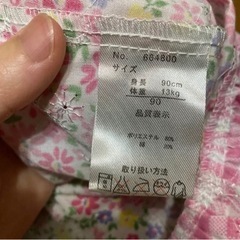 No. 684800
サイズ
身長 90cm
体重 13kg
90
品質表示
ポリエステル 80%
綿 20%
取り扱い方法